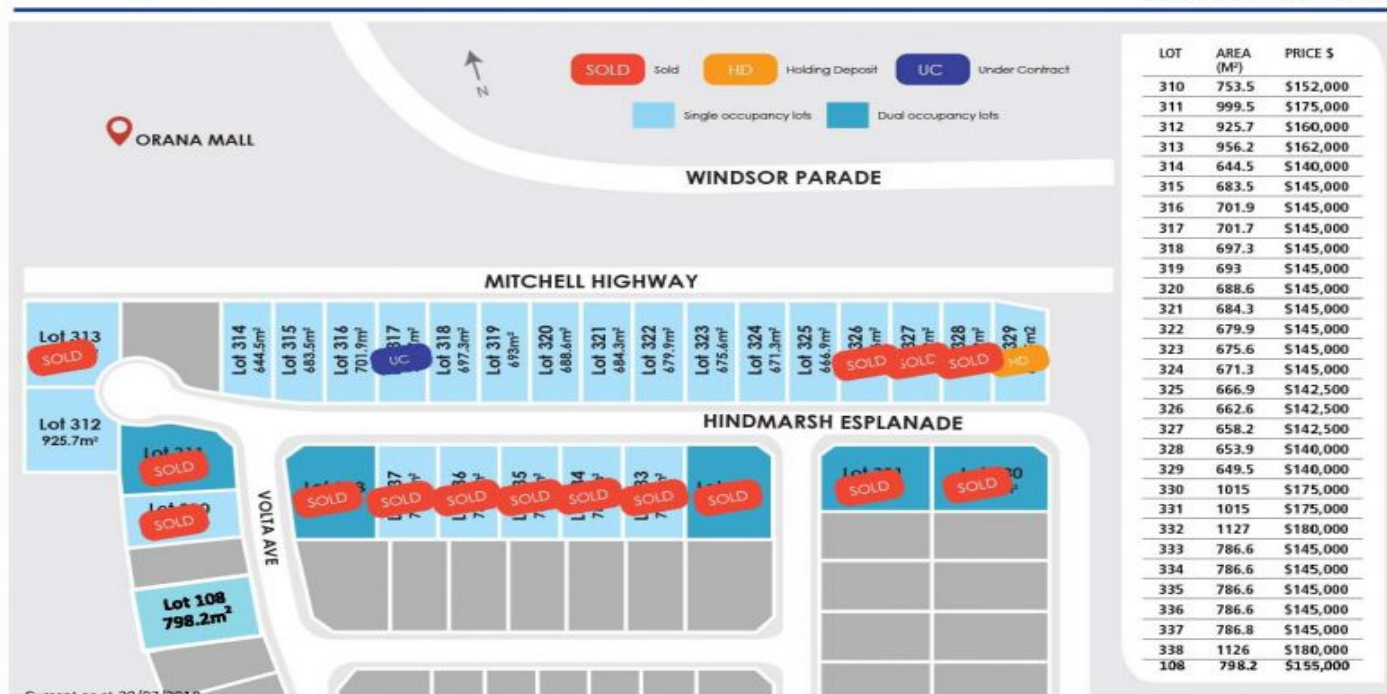 SOLD Sold HD Holding Deposit UC Under Contract
N
Single occupancy lots Dual occupancy lots
ORANA MALL
WINDSOR PARADE
MITCHELL HIGHWAY
Lot 313
SOLD
Lot 314
644.5m²
Lot 315
683.5m²
Lot 316
701.9m²
317
UC
Lot 318
697.3m²
Lot 319
693m²
Lot 320
688.6m²
Lot 321
684.3m²
Lot 322
679.9m²
Lot 323
675.6m²
Lot 324
671.3m²
Lot 325
666.9m²
326
SOLD
327
SOLD
328
SOLD
329
HD
Lot 312
925.7m²
HINDMARSH ESPLANADE
SOLD
SOLD
VOLTA AVE
SOLD
SOLD
SOLD
SOLD
SOLD
SOLD
SOLD
SOLD
SOLD
Lot 108
798.2m²
LOT AREA (M²) PRICE $
310 753.5 $152,000
311 999.5 $175,000
312 925.7 $160,000
313 956.2 $162,000
314 644.5 $140,000
315 683.5 $145,000
316 701.9 $145,000
317 701.7 $145,000
318 697.3 $145,000
319 693 $145,000
320 688.6 $145,000
321 684.3 $145,000
322 679.9 $145,000
323 675.6 $145,000
324 671.3 $145,000
325 666.9 $142,500
326 662.6 $142,500
327 658.2 $142,500
328 653.9 $140,000
329 649.5 $140,000
330 1015 $175,000
331 1015 $175,000
332 1127 $180,000
333 786.6 $145,000
334 786.6 $145,000
335 786.6 $145,000
336 786.6 $145,000
337 786.8 $145,000
338 1126 $180,000
108 798.2 $155,000